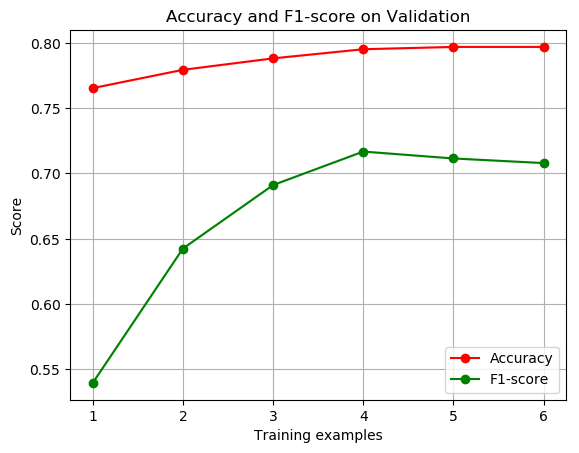 Accuracy and F1-score on Validation
0.80
0.75
0.70
0.65
0.60
0.55
Score
1 2 3 4 5 6
Training examples
Accuracy
F1-score